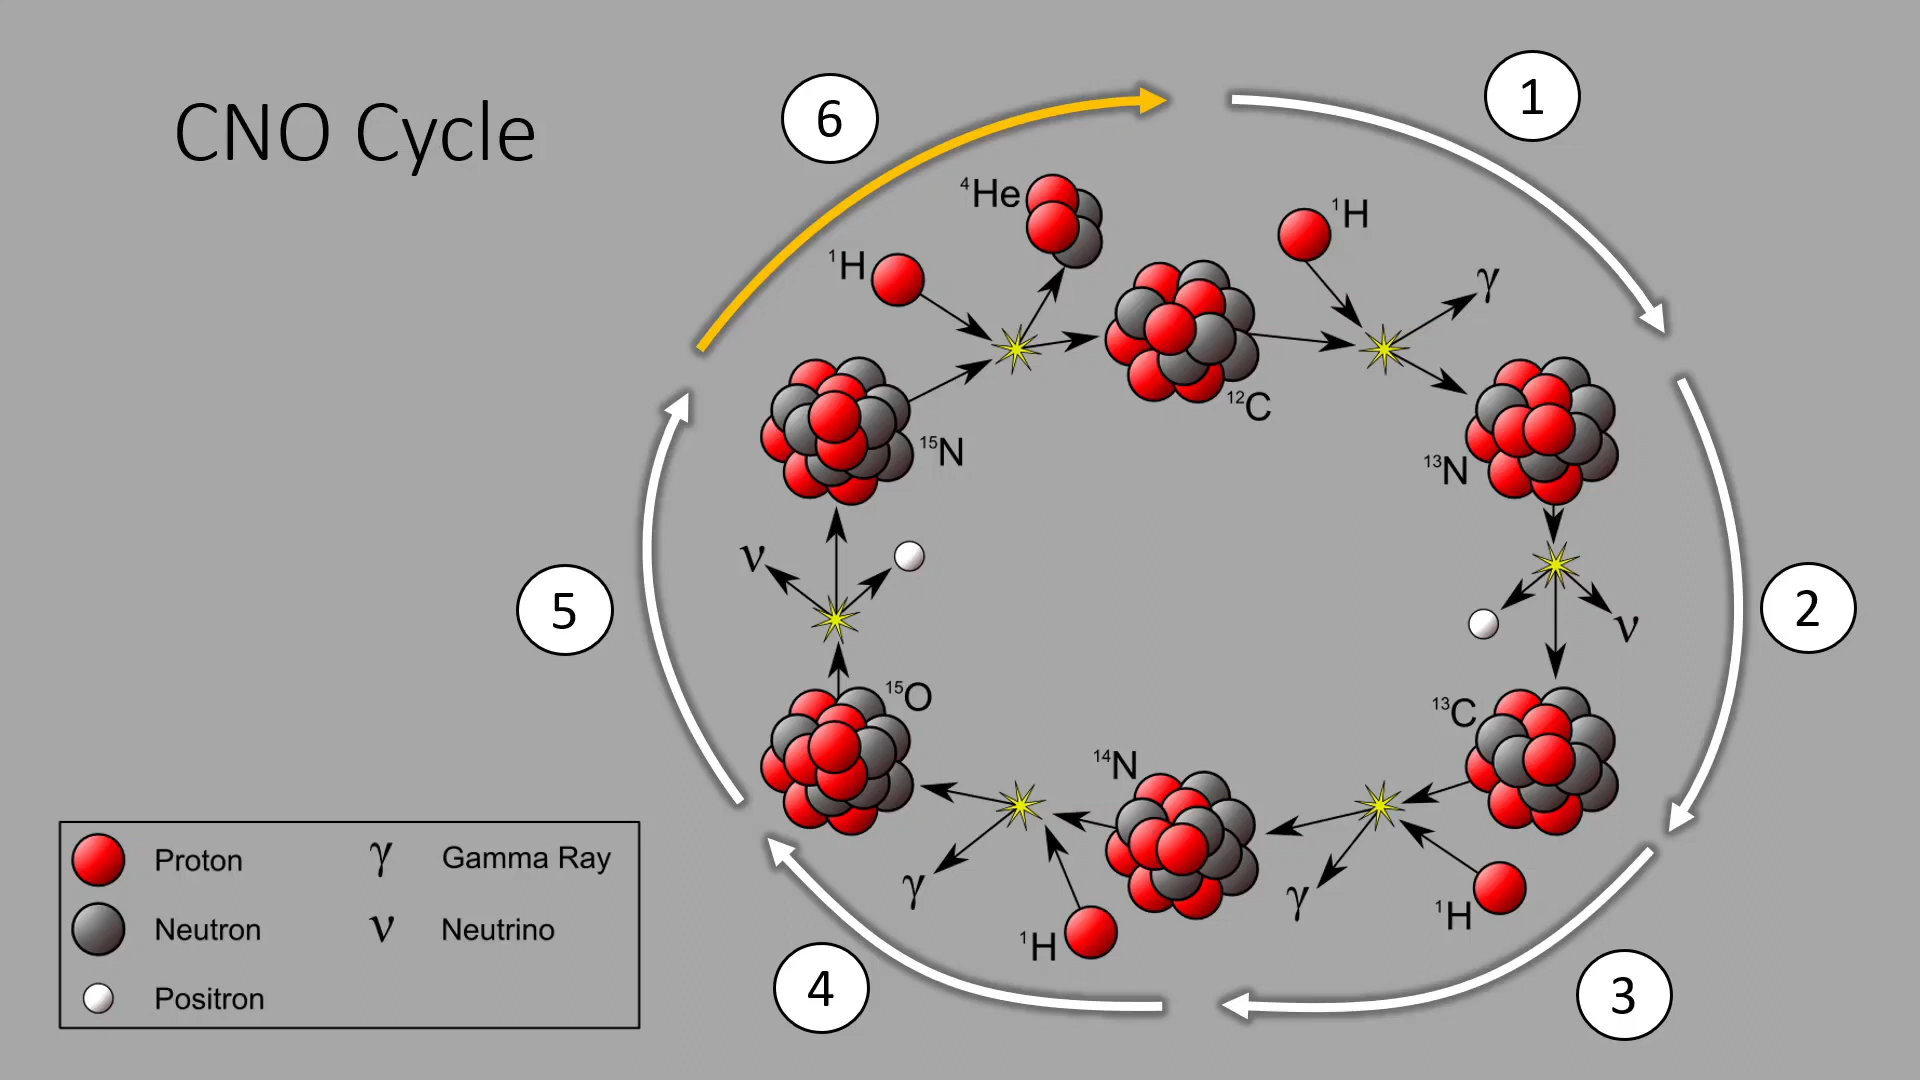 CNO Cycle
6
1
⁴He
¹H
¹H
γ
¹²C
¹⁵N
¹³N
ν
5
2
ν
¹⁵O
¹³C
¹⁴N
γ
γ
¹H
¹H
4
3
Proton
γ Gamma Ray
Neutron
ν Neutrino
Positron